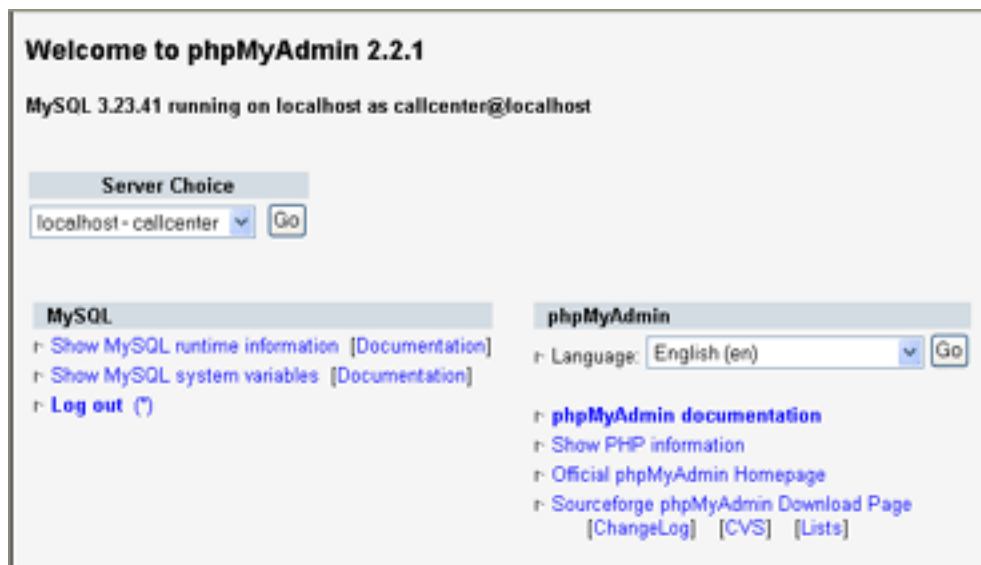 Welcome to phpMyAdmin 2.2.1
MySQL 3.23.41 running on localhost as callcenter@localhost
Server Choice
localhost - callcenter Go
MySQL
Show MySQL runtime information [Documentation]
Show MySQL system variables [Documentation]
Log out (*)
phpMyAdmin
Language: English (en) Go
phpMyAdmin documentation
Show PHP information
Official phpMyAdmin Homepage
Sourceforge phpMyAdmin Download Page
[ChangeLog] [CVS] [Lists]